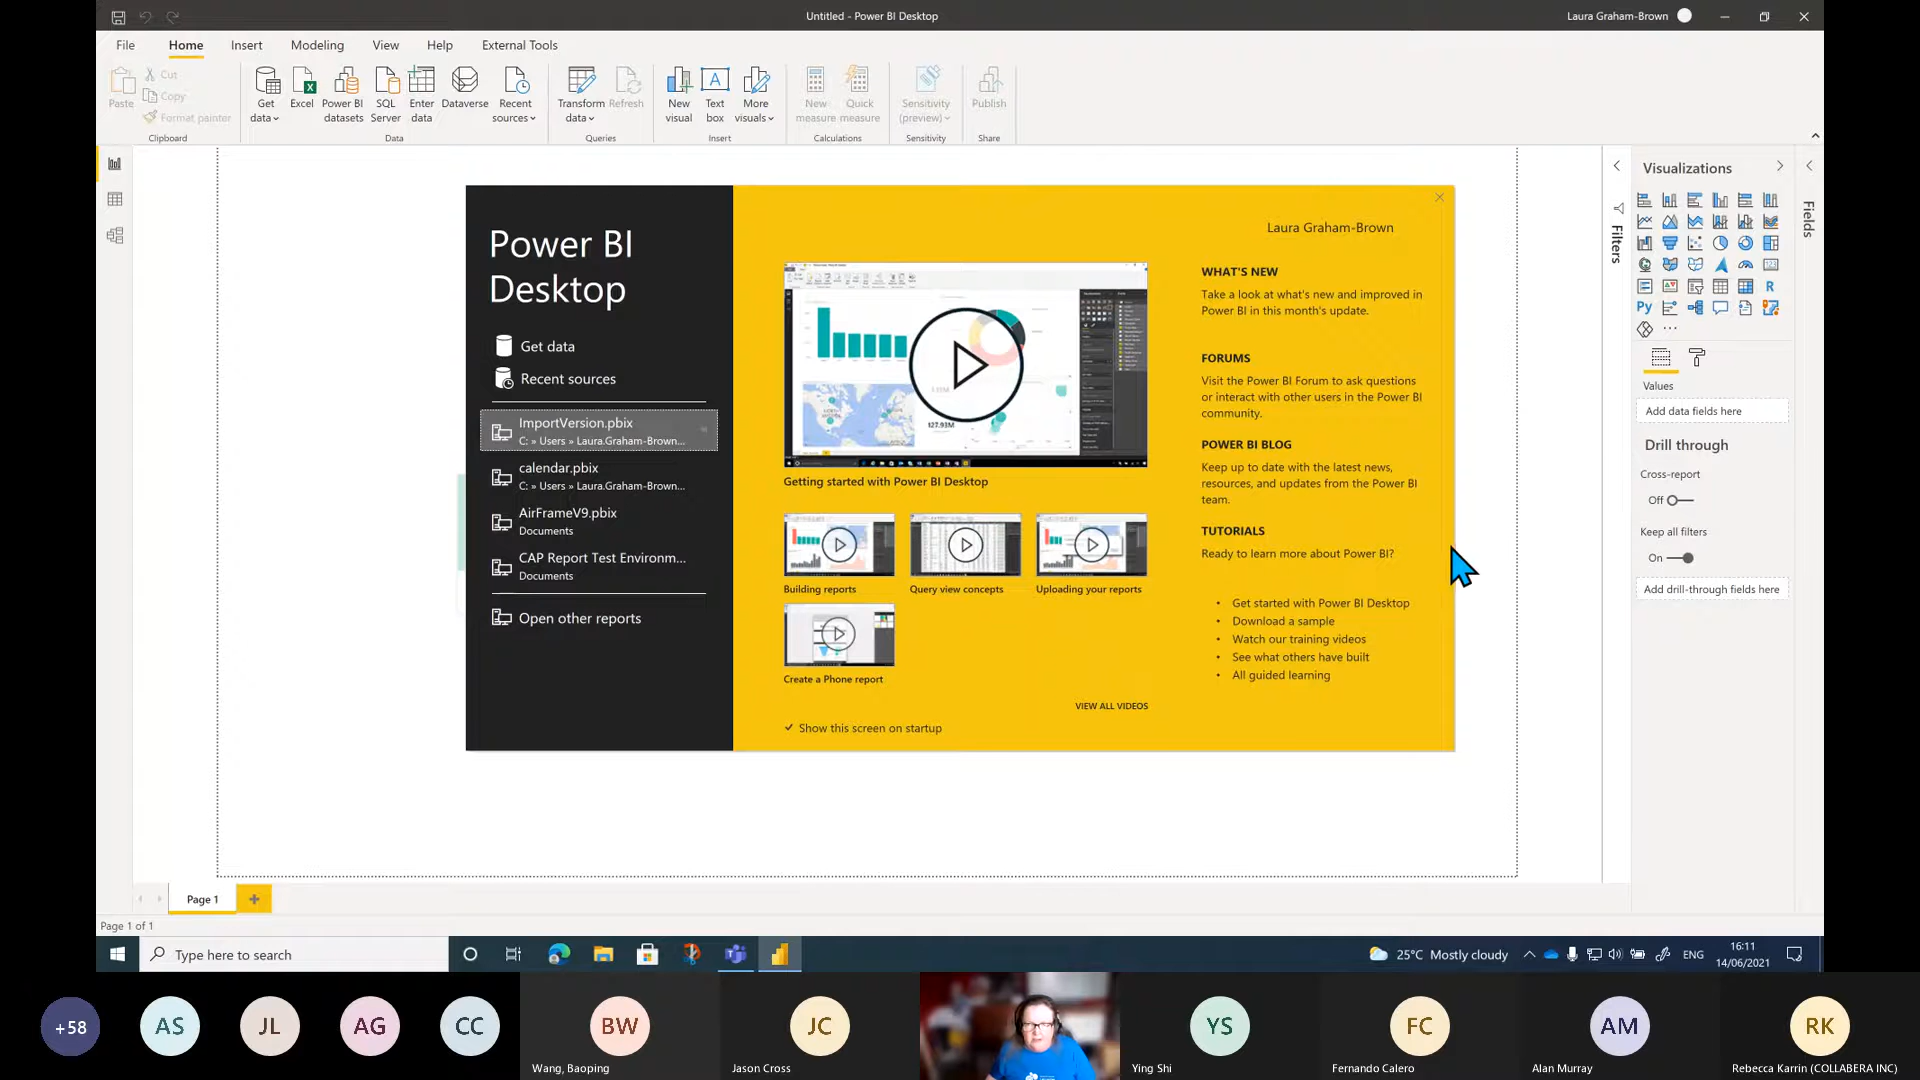 Untitled - Power BI Desktop
Laura Graham-Brown
File
Home
Insert
Modeling
View
Help
External Tools
Paste
Cut
Copy
Format painter
Clipboard
Get
data
Excel
Power BI
datasets
SQL
Server
Enter
data
Dataverse
Recent
sources
Data
Transform
data
Refresh
Queries
New
visual
Text
box
More
visuals
Insert
New
measure
Quick
measure
Calculations
Sensitivity
(preview)
Sensitivity
Publish
Share
Power BI
Desktop
Get data
Recent sources
ImportVersion.pbix
C: » Users » Laura.Graham-Brown...
calendar.pbix
C: » Users » Laura.Graham-Brown...
AirFrameV9.pbix
Documents
CAP Report Test Environm...
Documents
Open other reports
Laura Graham-Brown
127.93M
Getting started with Power BI Desktop
Building reports
Query view concepts
Uploading your reports
Create a Phone report
VIEW ALL VIDEOS
Show this screen on startup
WHAT'S NEW
Take a look at what's new and improved in
Power BI in this month's update.
FORUMS
Visit the Power BI Forum to ask questions
or interact with other users in the Power BI
community.
POWER BI BLOG
Keep up to date with the latest news,
resources, and updates from the Power BI
team.
TUTORIALS
Ready to learn more about Power BI?
• Get started with Power BI Desktop
• Download a sample
• Watch our training videos
• See what others have built
• All guided learning
Filters
Visualizations
R
Py
Values
Add data fields here
Drill through
Cross-report
Off
Keep all filters
On
Add drill-through fields here
Fields
Page 1
Page 1 of 1
Type here to search
25°C Mostly cloudy
ENG
16:11
14/06/2021
+58
AS
JL
AG
CC
BW
Wang, Baoping
JC
Jason Cross
YS
Ying Shi
FC
Fernando Calero
AM
Alan Murray
RK
Rebecca Karrin (COLLABERA INC)